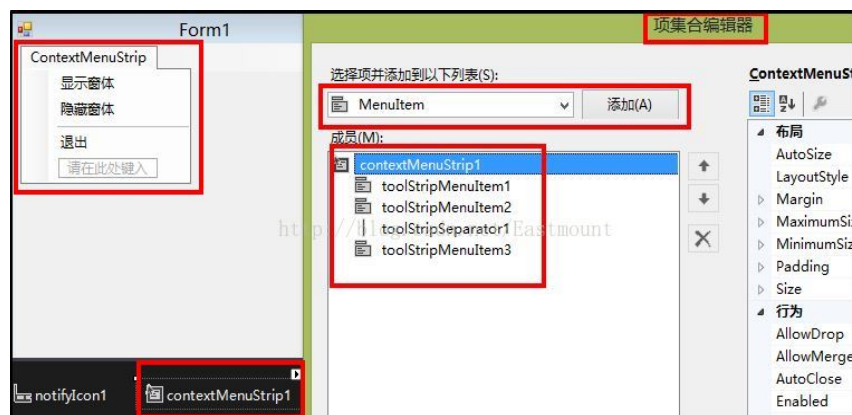 Form1
ContextMenuStrip
显示窗体
隐藏窗体
退出
请在此处键入
notifyIcon1
contextMenuStrip1
项集合编辑器
选择项并添加到以下列表(S):
MenuItem
添加(A)
成员(M):
contextMenuStrip1
toolStripMenuItem1
toolStripMenuItem2
toolStripSeparator1
toolStripMenuItem3
ContextMenuSt
布局
AutoSize
LayoutStyle
Margin
MaximumSiz
MinimumSiz
Padding
Size
行为
AllowDrop
AllowMerge
AutoClose
Enabled